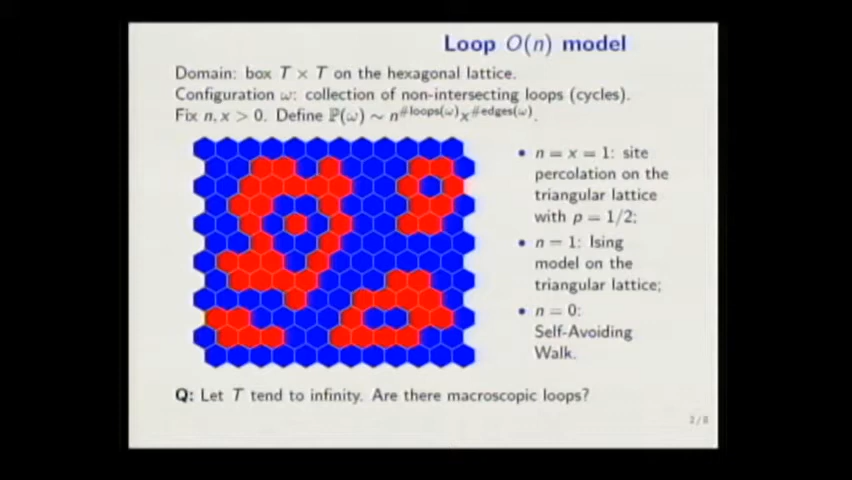 Loop O(n) model
Domain: box T × T on the hexagonal lattice.
Configuration ω: collection of non-intersecting loops (cycles).
Fix n, x > 0. Define ℙ(ω) ∼ n^#loops(ω) x^#edges(ω).
• n = x = 1: site
percolation on the
triangular lattice
with p = 1/2;
• n = 1: Ising
model on the
triangular lattice;
• n = 0:
Self-Avoiding
Walk.
Q: Let T tend to infinity. Are there macroscopic loops?
2/8